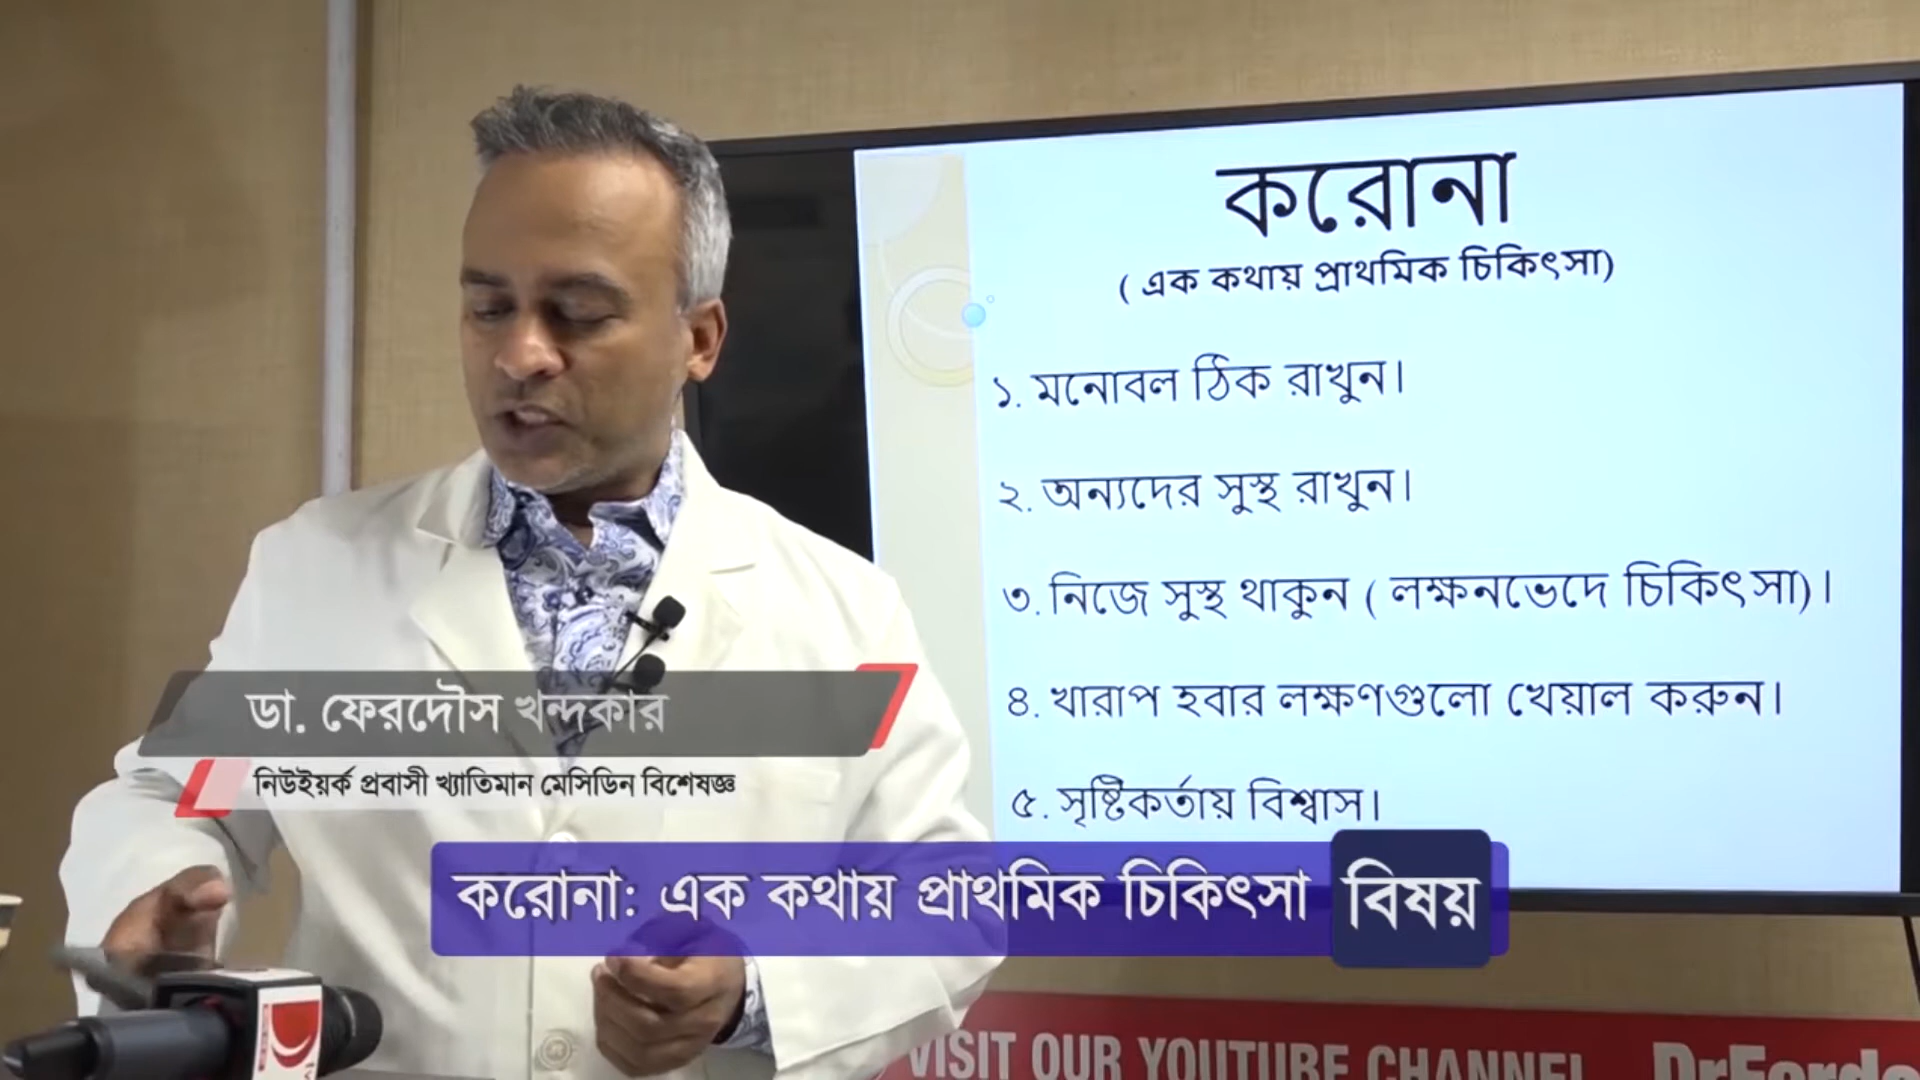 করোনা
( এক কথায় প্রাথমিক চিকিৎসা)
১. মনোবল ঠিক রাখুন।
২. অন্যদের সুস্থ রাখুন।
৩. নিজে সুস্থ থাকুন ( লক্ষনভেদে চিকিৎসা)।
৪. খারাপ হবার লক্ষণগুলো খেয়াল করুন।
৫. সৃষ্টিকর্তায় বিশ্বাস।
ডা. ফেরদৌস খন্দকার
নিউইয়র্ক প্রবাসী খ্যাতিমান মেসিডিন বিশেষজ্ঞ
করোনা: এক কথায় প্রাথমিক চিকিৎসা বিষয়
VISIT OUR YOUTUBE CHANNEL